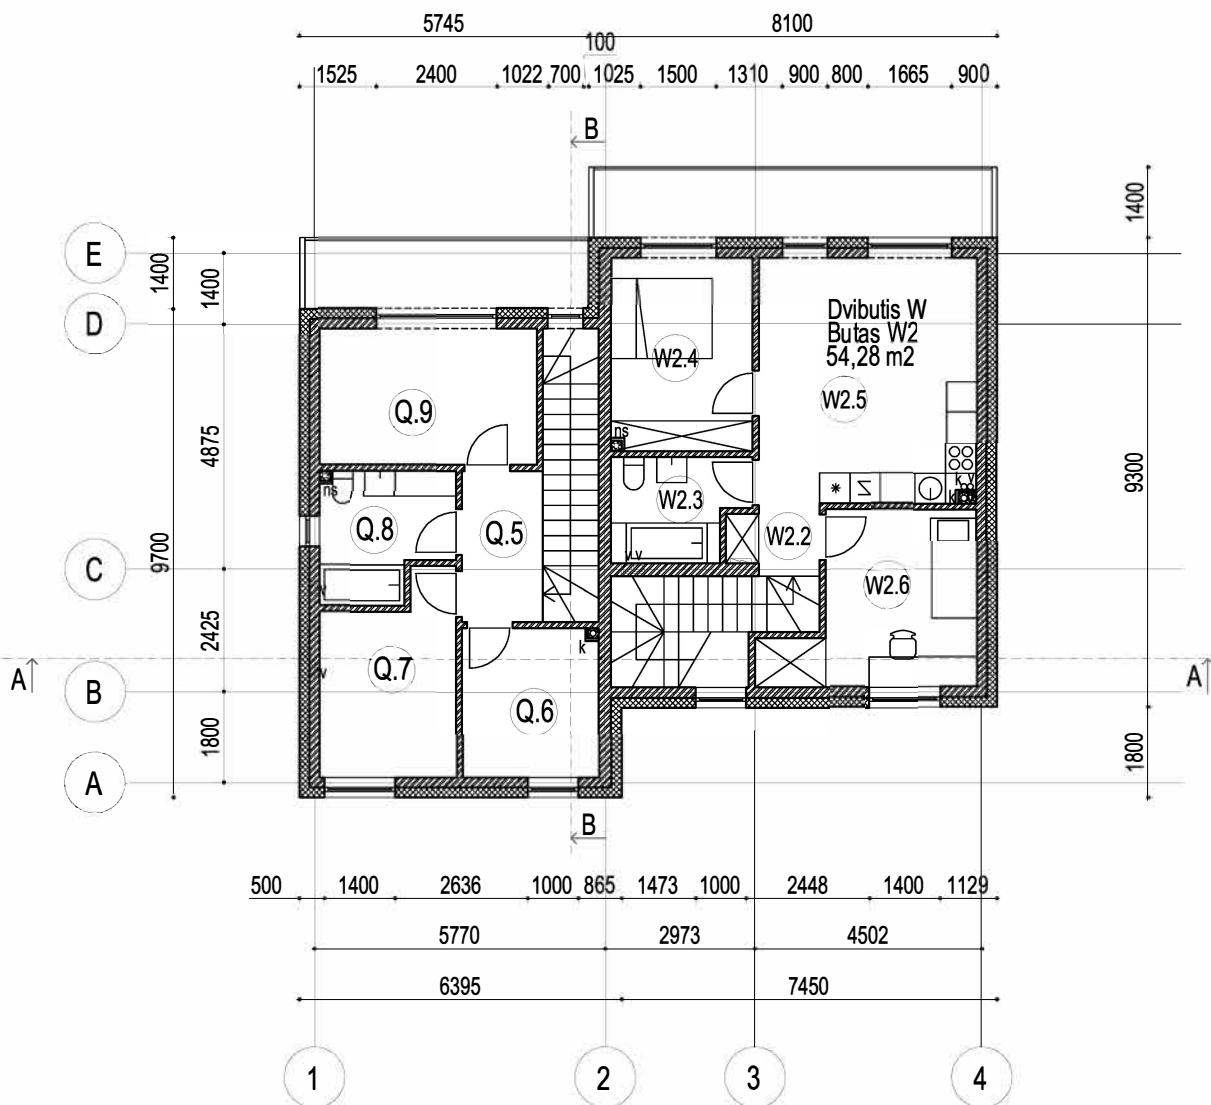 5745 8100
100
1525 2400 1022 700 1025 1500 1310 900 800 1665 900
B
1400
E
1400
1400
D
Dvibutis W
Butas W2
54,28 m2
W2.4
W2.5
Q.9
ns
4875
9300
k v
k
ns
W2.3
Q.8
Q.5
W2.2
9700
v v
C
W2.6
v
2425
k
A
Q.7
v
A
B
Q.6
1800
1800
A
B
500 1400 2636 1000 865 1473 1000 2448 1400 1129
5770 2973 4502
6395 7450
1 2 3 4